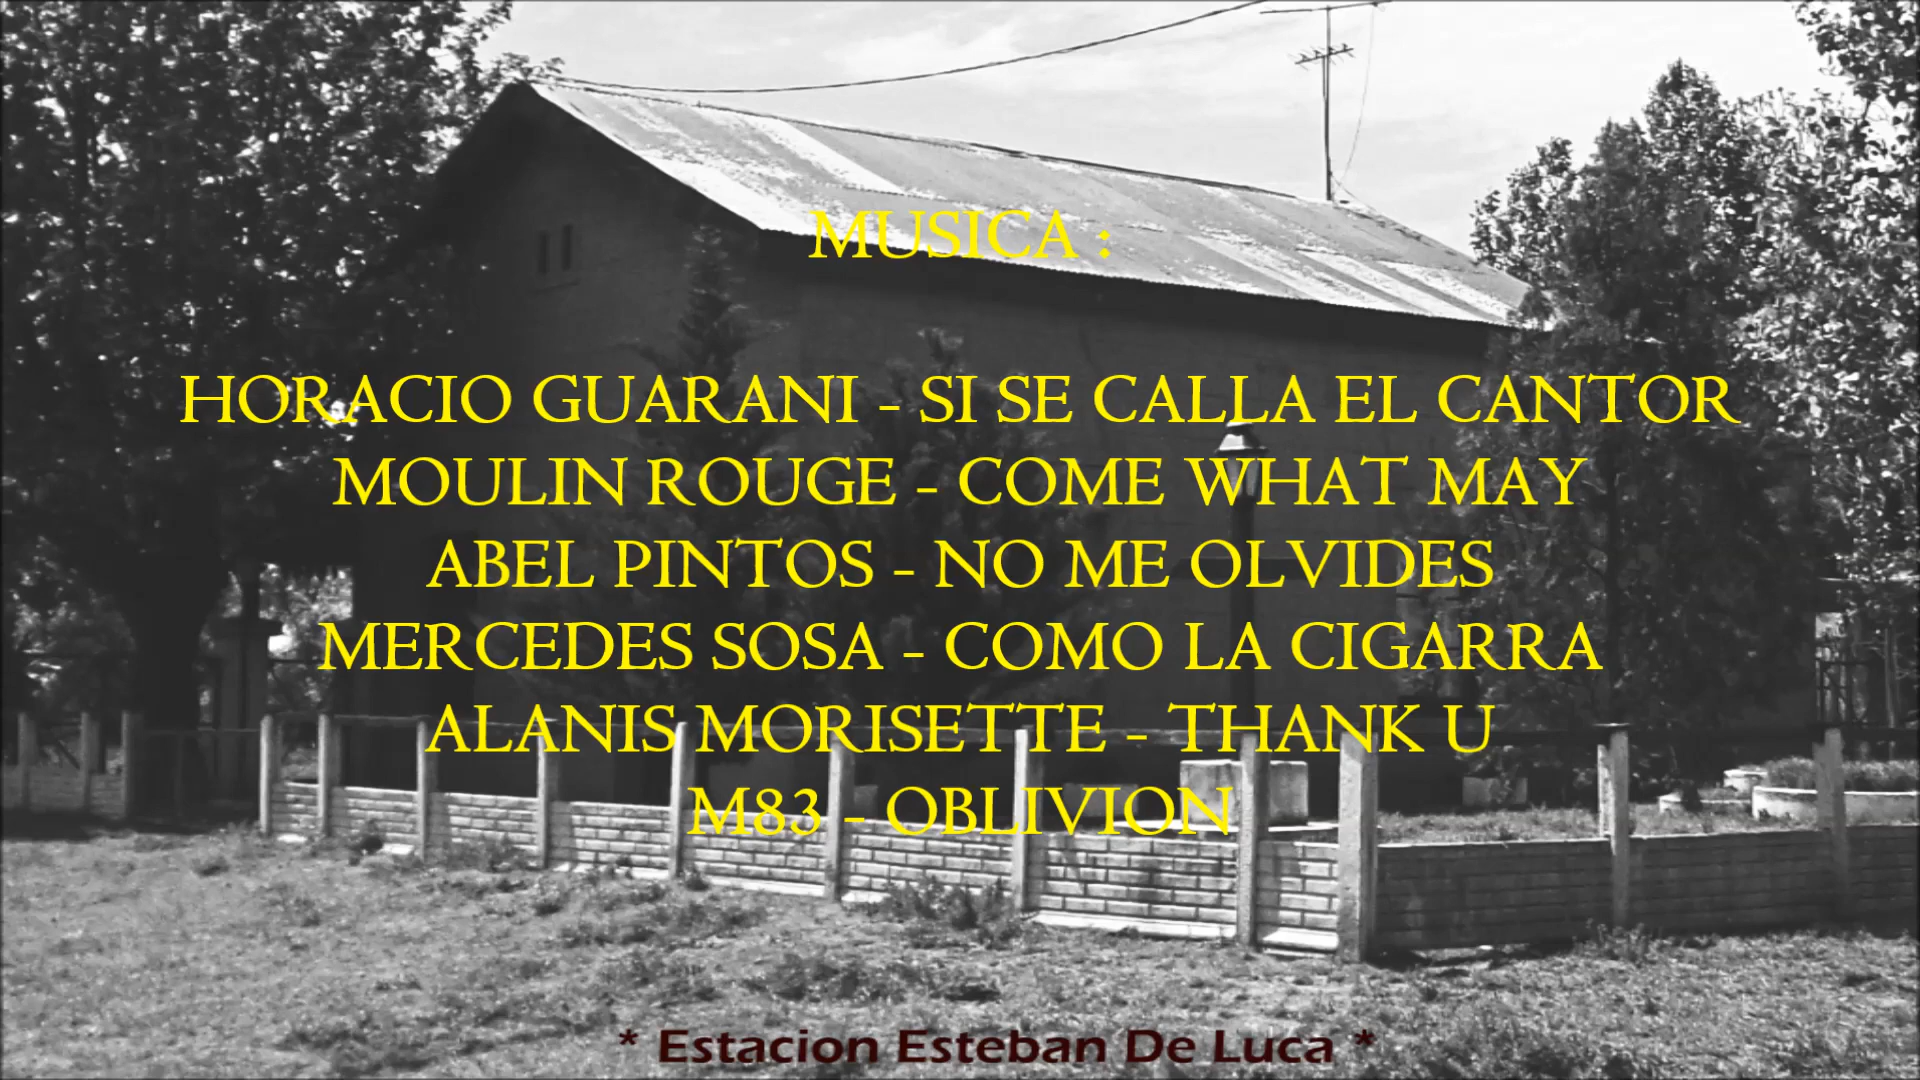 MUSICA :
HORACIO GUARANI - SI SE CALLA EL CANTOR
MOULIN ROUGE - COME WHAT MAY
ABEL PINTOS - NO ME OLVIDES
MERCEDES SOSA - COMO LA CIGARRA
ALANIS MORISETTE - THANK U
M83 - OBLIVION
* Estacion Esteban De Luca *